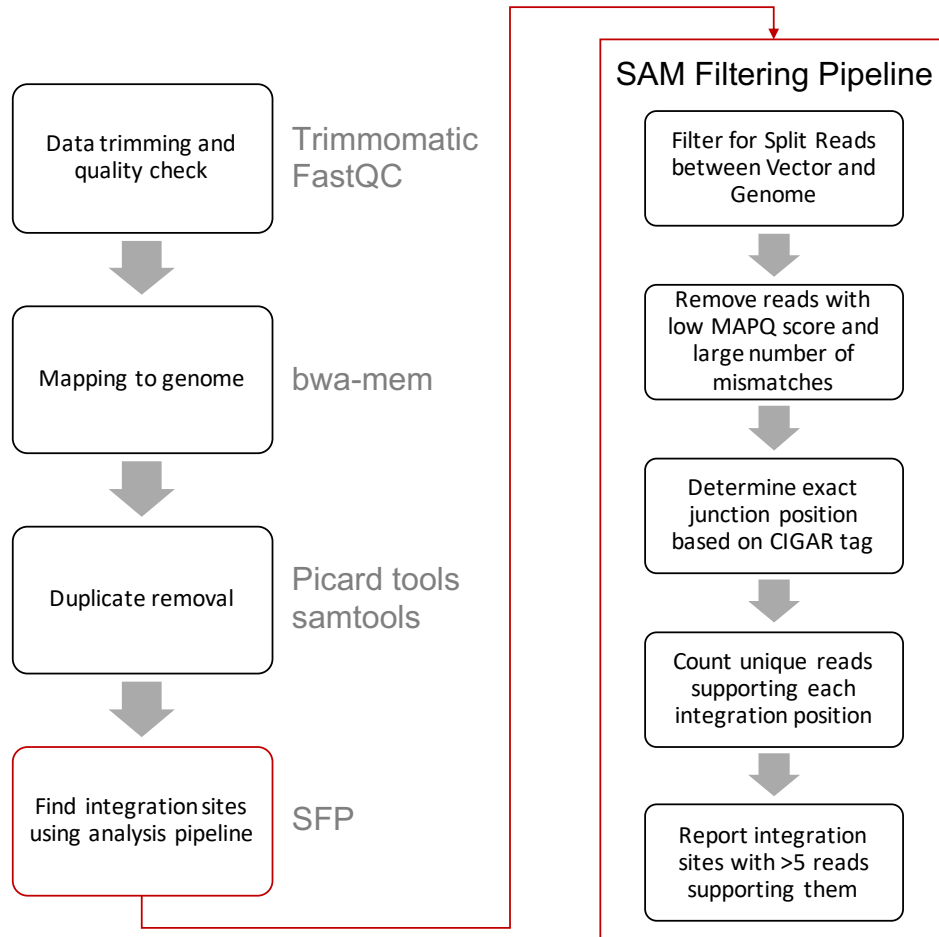 Data trimming and
quality check
Trimmomatic
FastQC
Mapping to genome
bwa-mem
Duplicate removal
Picard tools
samtools
Find integration sites
using analysis pipeline
SFP
SAM Filtering Pipeline
Filter for Split Reads
between Vector and
Genome
Remove reads with
low MAPQ score and
large number of
mismatches
Determine exact
junction position
based on CIGAR tag
Count unique reads
supporting each
integration position
Report integration
sites with >5 reads
supporting them